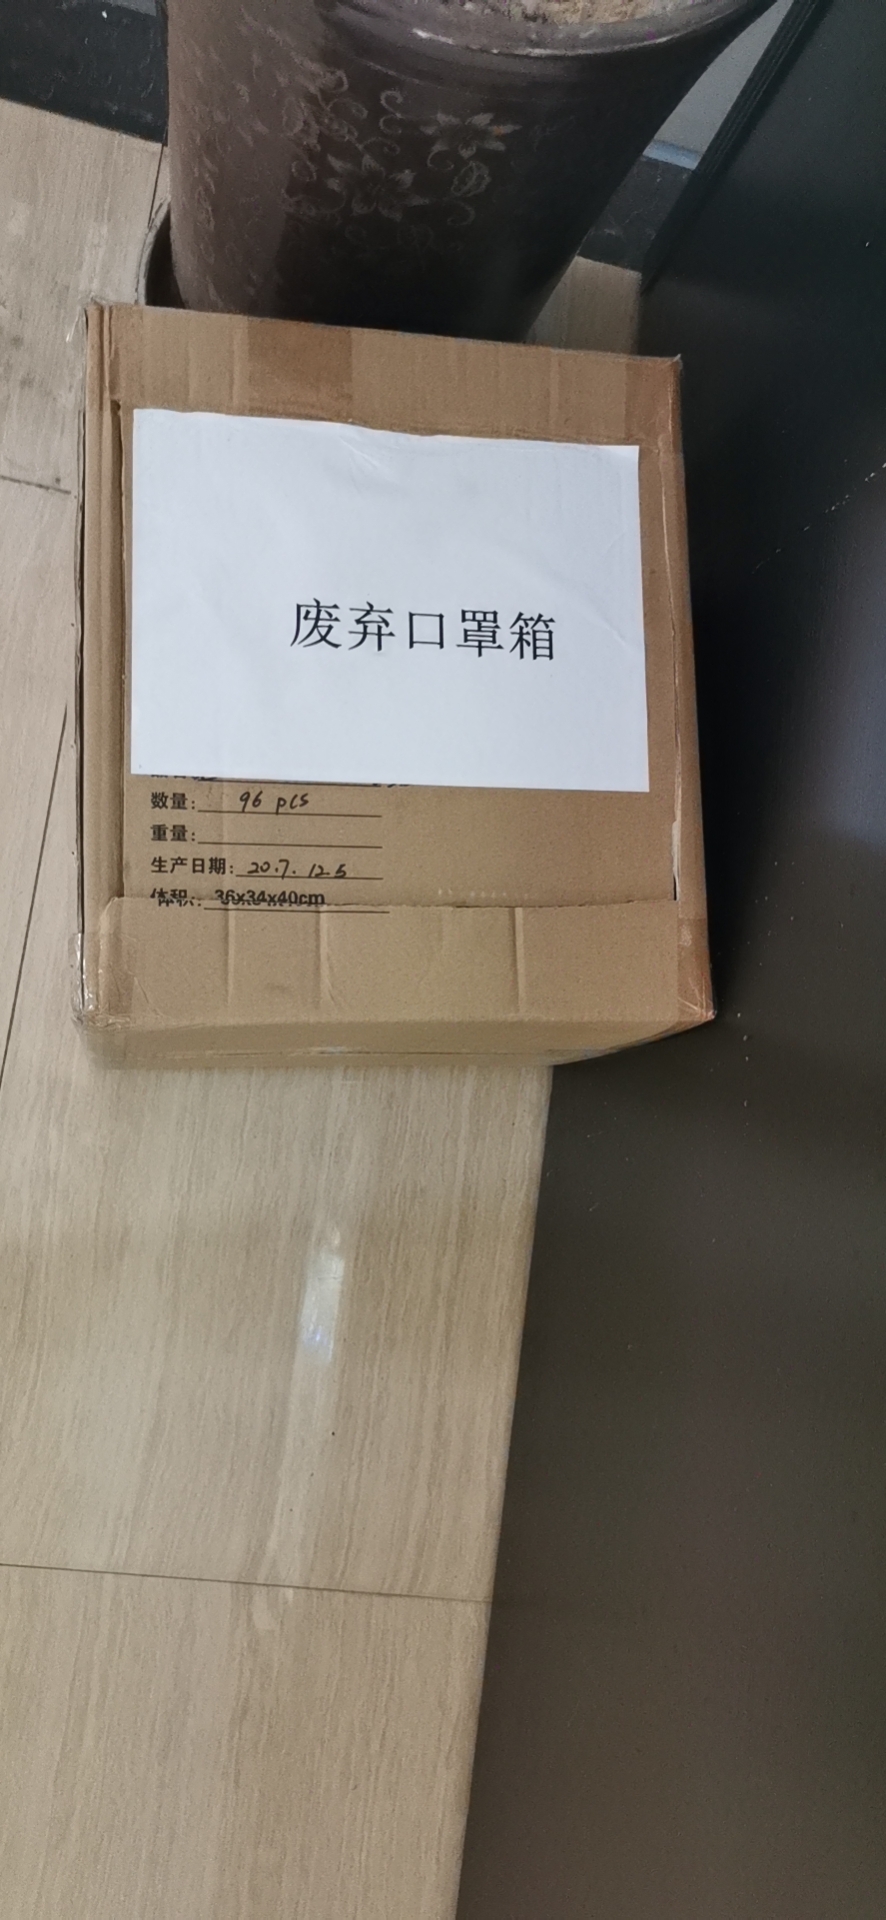 废弃口罩箱
数量: 96 pcs
重量:
生产日期: 20.7.12.5
体积: 36x34x40cm